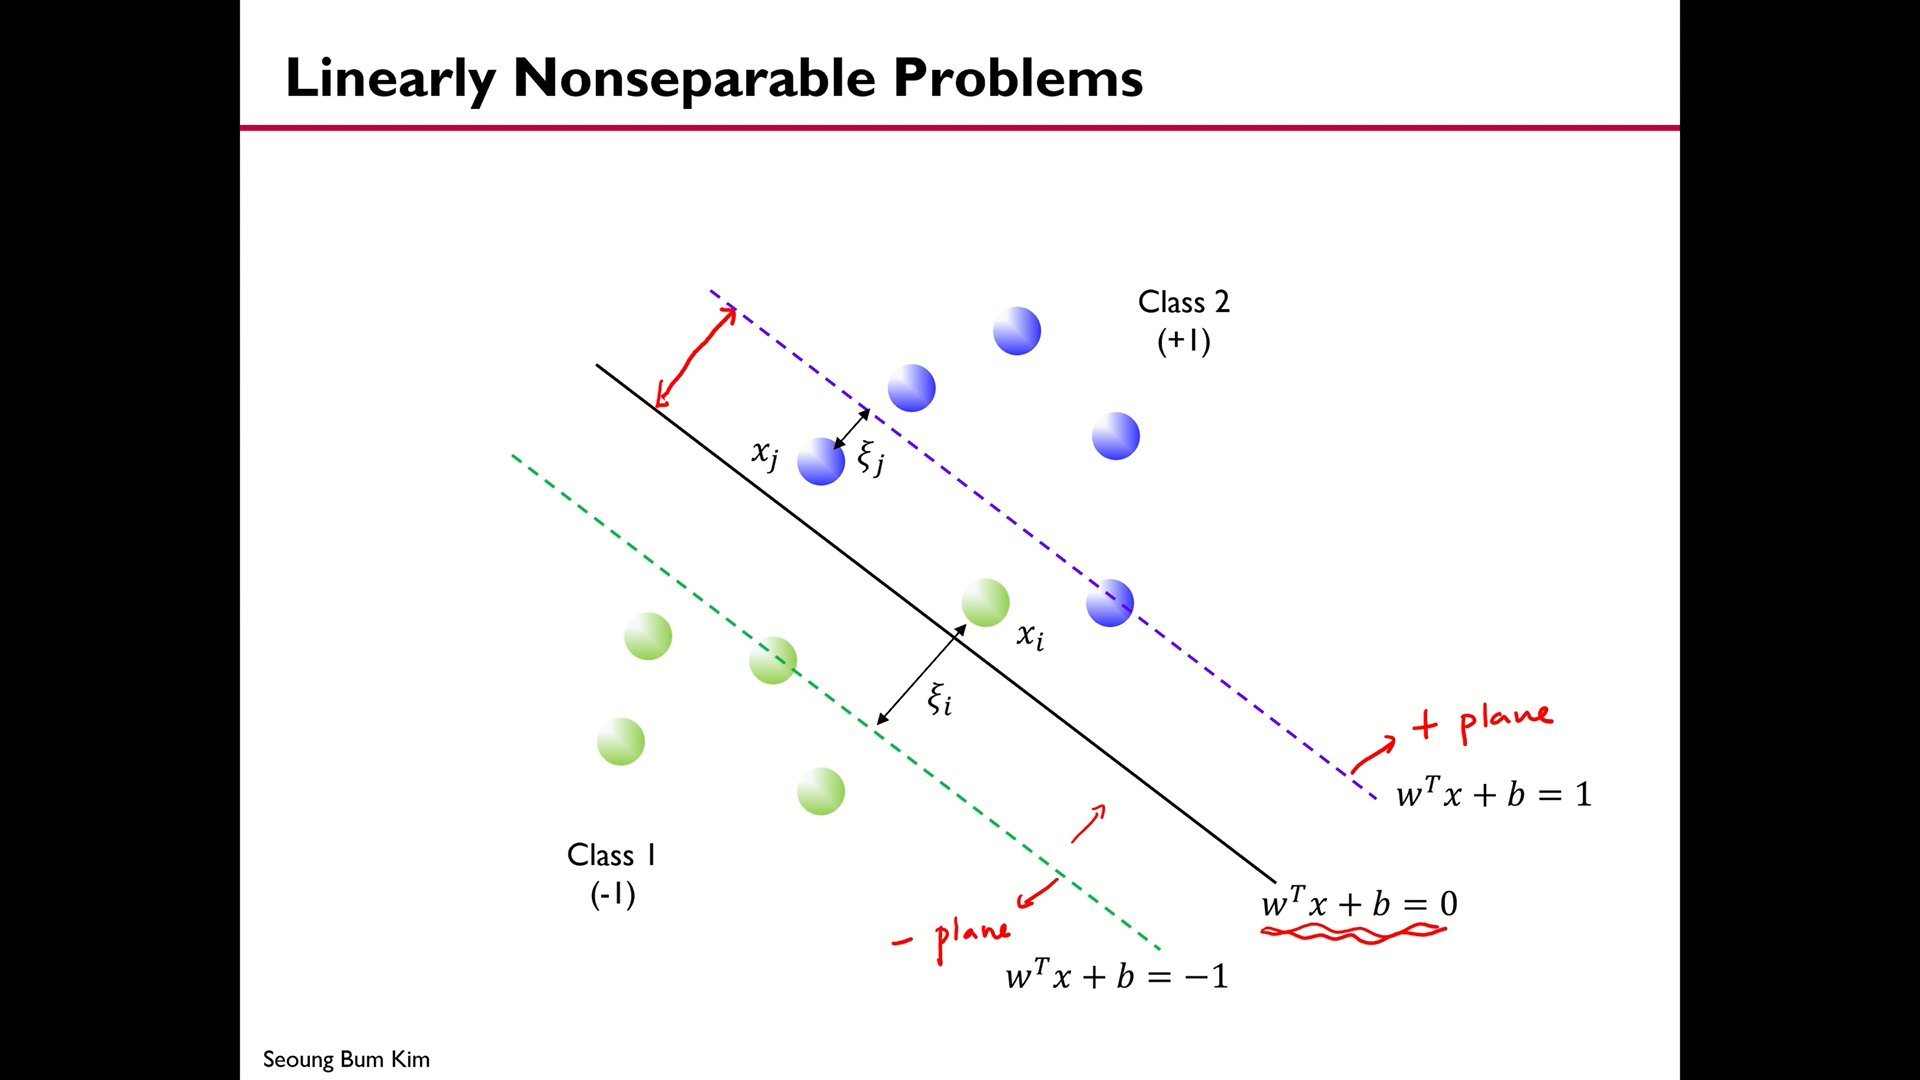 Linearly Nonseparable Problems
Class 2
(+1)
x_j
ξ_j
x_i
ξ_i
+ plane
w^T x + b = 1
Class 1
(-1)
w^T x + b = 0
− plane
w^T x + b = −1
Seoung Bum Kim